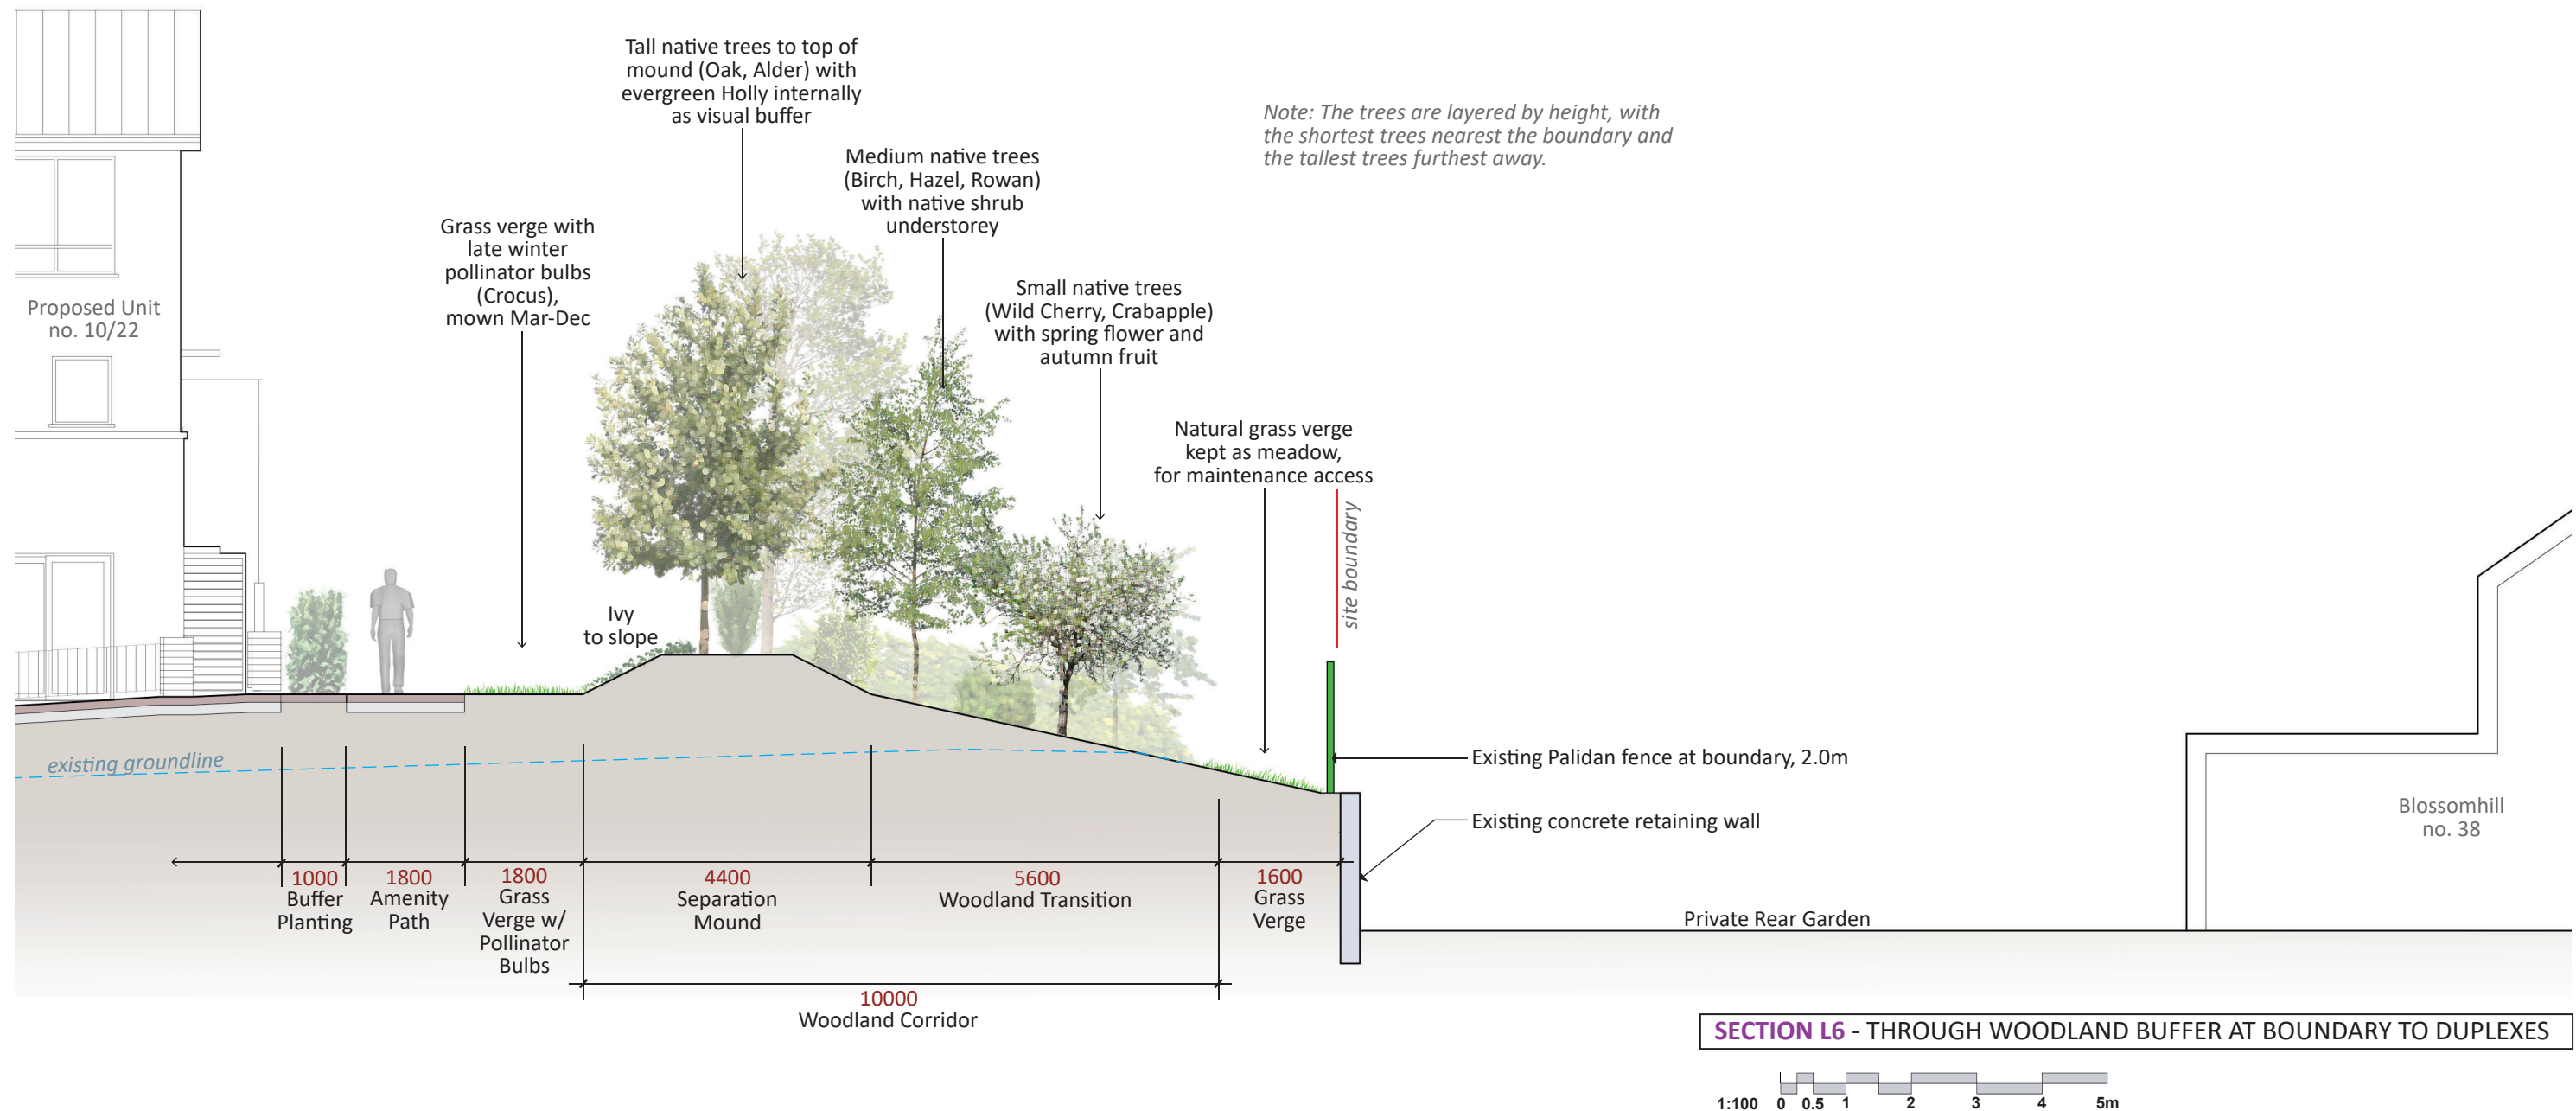 Tall native trees to top of
mound (Oak, Alder) with
evergreen Holly internally
as visual buffer
Note: The trees are layered by height, with
the shortest trees nearest the boundary and
the tallest trees furthest away.
Medium native trees
(Birch, Hazel, Rowan)
with native shrub
understorey
Grass verge with
late winter
pollinator bulbs
(Crocus),
mown Mar-Dec
Small native trees
(Wild Cherry, Crabapple)
with spring flower and
autumn fruit
Proposed Unit
no. 10/22
Natural grass verge
kept as meadow,
for maintenance access
site boundary
Ivy
to slope
existing groundline
Existing Palidan fence at boundary, 2.0m
Existing concrete retaining wall
Blossomhill
no. 38
1000
Buffer
Planting
1800
Amenity
Path
1800
Grass
Verge w/
Pollinator
Bulbs
4400
Separation
Mound
5600
Woodland Transition
1600
Grass
Verge
Private Rear Garden
10000
Woodland Corridor
SECTION L6 - THROUGH WOODLAND BUFFER AT BOUNDARY TO DUPLEXES
1:100 0 0.5 1 2 3 4 5m